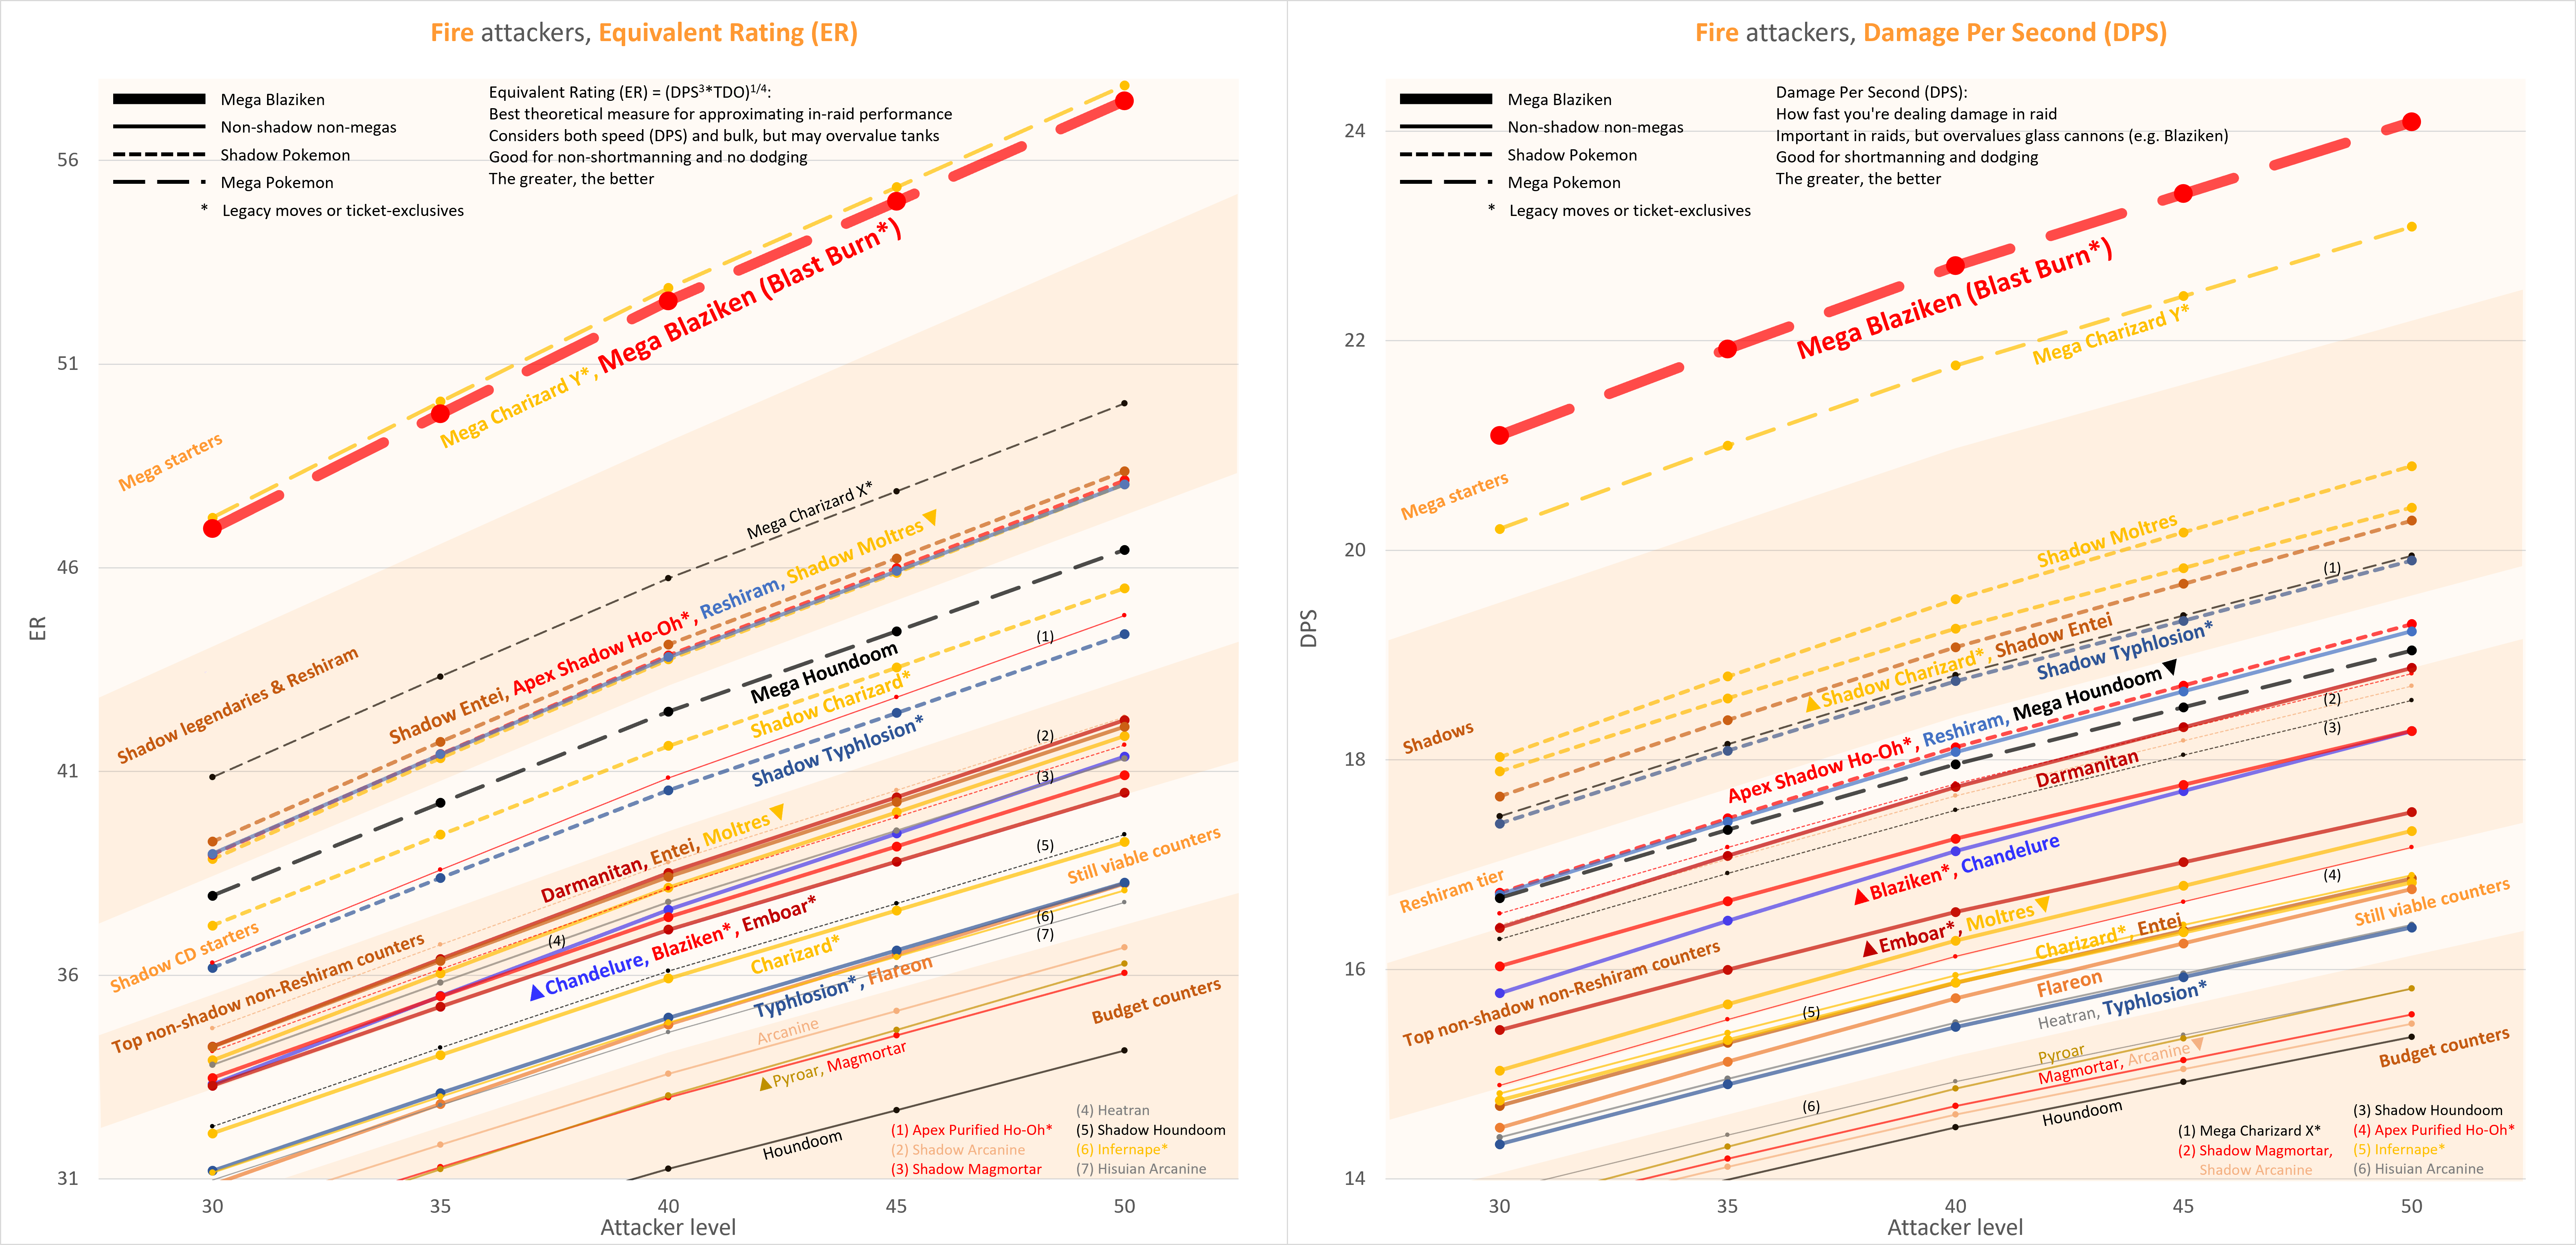 Fire attackers, Equivalent Rating (ER)
Mega Blaziken
Non-shadow non-megas
Shadow Pokemon
Mega Pokemon
* Legacy moves or ticket-exclusives
Equivalent Rating (ER) = (DPS³*TDO)¹/⁴:
Best theoretical measure for approximating in-raid performance
Considers both speed (DPS) and bulk, but may overvalue tanks
Good for non-shortmanning and no dodging
The greater, the better
56
51
46
41
36
31
ER
30
35
40
45
50
Attacker level
Mega starters
Mega Charizard Y*, Mega Blaziken (Blast Burn*)
Mega Charizard X*
Shadow legendaries & Reshiram
Shadow Entei, Apex Shadow Ho-Oh*, Reshiram, Shadow Moltres▼
Mega Houndoom
Shadow Charizard*
(1)
Shadow Typhlosion*
Shadow CD starters
(2)
(3)
Darmanitan, Entei, Moltres▼
Top non-shadow non-Reshiram counters
(4)
▲Chandelure, Blaziken*, Emboar*
(5)
Still viable counters
Charizard*
(6)
(7)
Typhlosion*, Flareon
Arcanine
▲Pyroar, Magmortar
Budget counters
Houndoom
(1) Apex Purified Ho-Oh*
(2) Shadow Arcanine
(3) Shadow Magmortar
(4) Heatran
(5) Shadow Houndoom
(6) Infernape*
(7) Hisuian Arcanine
Fire attackers, Damage Per Second (DPS)
Mega Blaziken
Non-shadow non-megas
Shadow Pokemon
Mega Pokemon
* Legacy moves or ticket-exclusives
Damage Per Second (DPS):
How fast you're dealing damage in raid
Important in raids, but overvalues glass cannons (e.g. Blaziken)
Good for shortmanning and dodging
The greater, the better
24
22
20
18
16
14
DPS
30
35
40
45
50
Attacker level
Mega starters
Mega Blaziken (Blast Burn*)
Mega Charizard Y*
Shadow Moltres
Shadows
▲Shadow Charizard*, Shadow Entei
(1)
Shadow Typhlosion*
Reshiram tier
Apex Shadow Ho-Oh*, Reshiram, Mega Houndoom▼
(2)
(3)
Darmanitan
▲Blaziken*, Chandelure
Top non-shadow non-Reshiram counters
▲Emboar*, Moltres▼
(4)
Still viable counters
Charizard*, Entei
(5)
Flareon
Heatran, Typhlosion*
Pyroar
Magmortar, Arcanine▼
(6)
Budget counters
Houndoom
(1) Mega Charizard X*
(2) Shadow Magmortar,
Shadow Arcanine
(3) Shadow Houndoom
(4) Apex Purified Ho-Oh*
(5) Infernape*
(6) Hisuian Arcanine